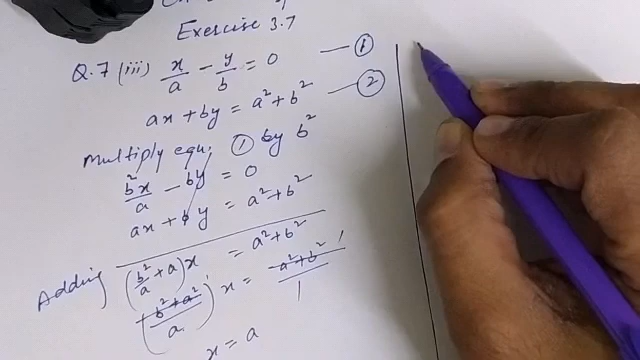 Exercise 3.7
Q.7 (iii) x/a - y/b = 0 — ①
ax + by = a² + b² — ②
Multiply equ. ① by b²
b²x/a - by = 0
ax + by = a² + b²
Adding (b²/a + a)x = a² + b²
(b² + a²/a) x = a² + b²/1
x = a